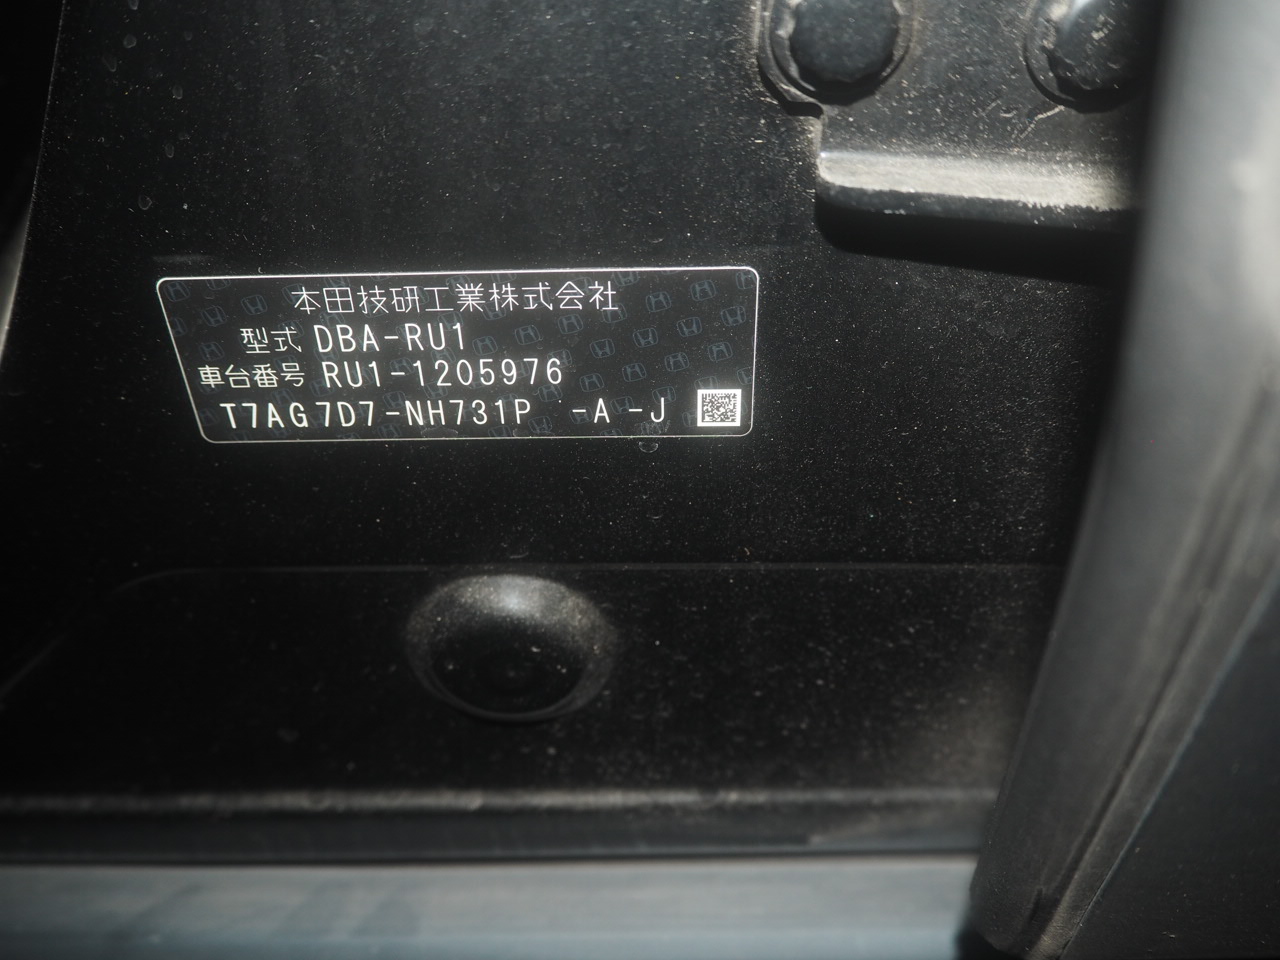 本田技研工業株式会社
型式 DBA-RU1
車台番号 RU1-1205976
T7AG7D7-NH731P -A -J